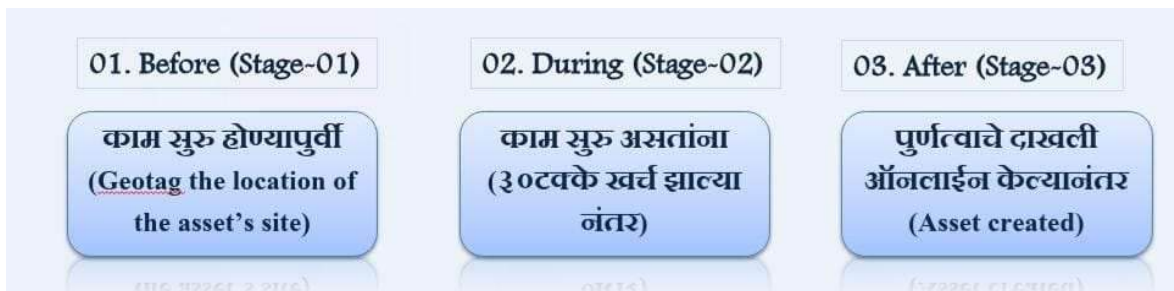 01. Before (Stage-01)
काम सुरु होण्यापुर्वी
(Geotag the location of
the asset's site)
02. During (Stage-02)
काम सुरु असतांना
(३०टक्के खर्च झाल्या
नंतर)
03. After (Stage-03)
पुर्णत्वाचे दाखली
ऑनलाईन केल्यानंतर
(Asset created)